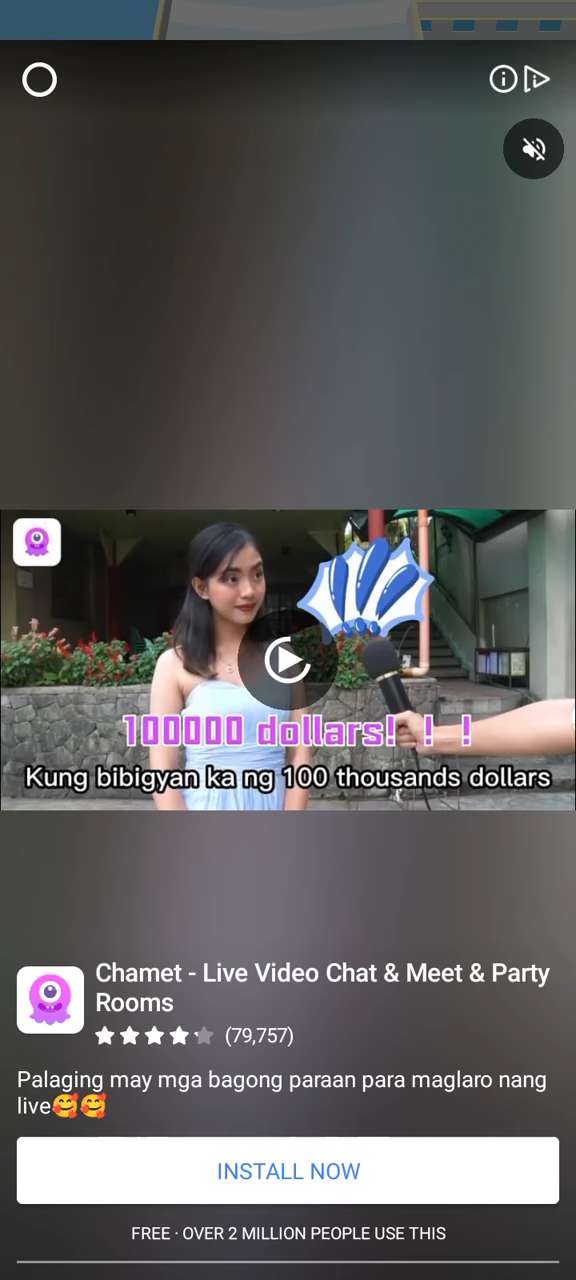 100000 dollars! ! !
Kung bibigyan ka ng 100 thousands dollars
Chamet - Live Video Chat & Meet & Party
Rooms
(79,757)
Palaging may mga bagong paraan para maglaro nang
live🥰🥰
INSTALL NOW
FREE · OVER 2 MILLION PEOPLE USE THIS